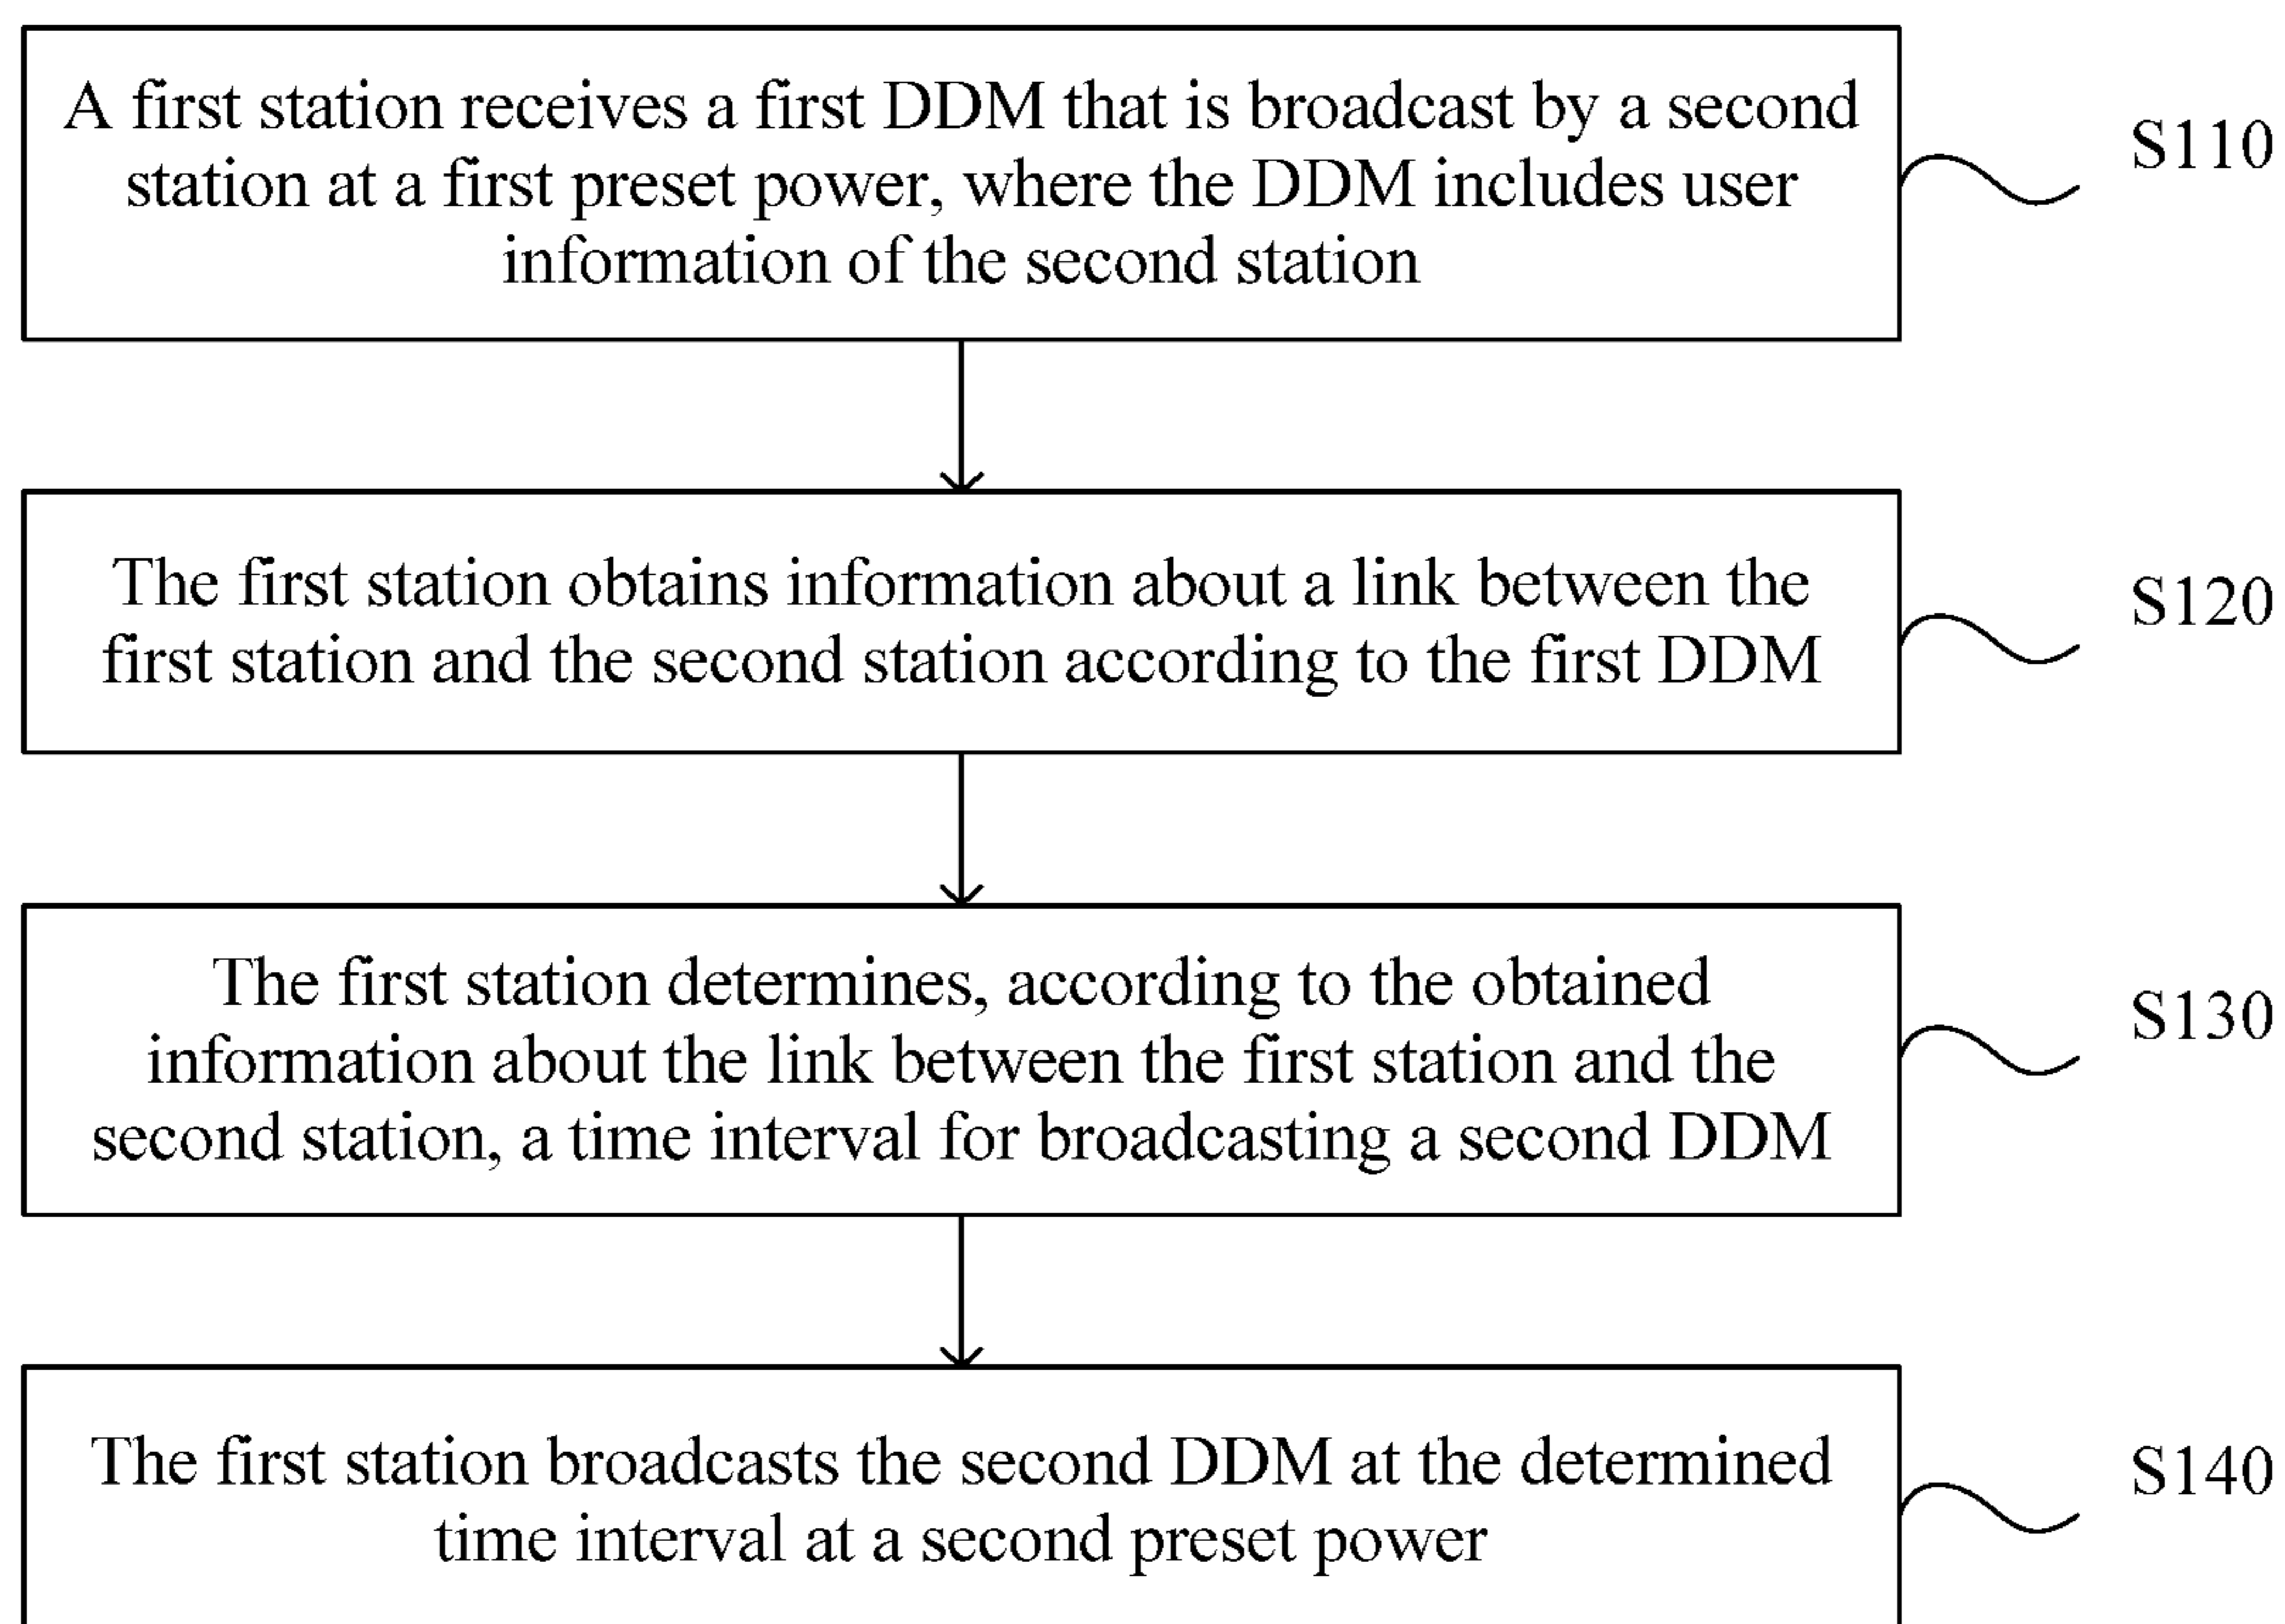 A first station receives a first DDM that is broadcast by a second
station at a first preset power, where the DDM includes user
information of the second station
S110
The first station obtains information about a link between the
first station and the second station according to the first DDM
S120
The first station determines, according to the obtained
information about the link between the first station and the
second station, a time interval for broadcasting a second DDM
S130
The first station broadcasts the second DDM at the determined
time interval at a second preset power
S140